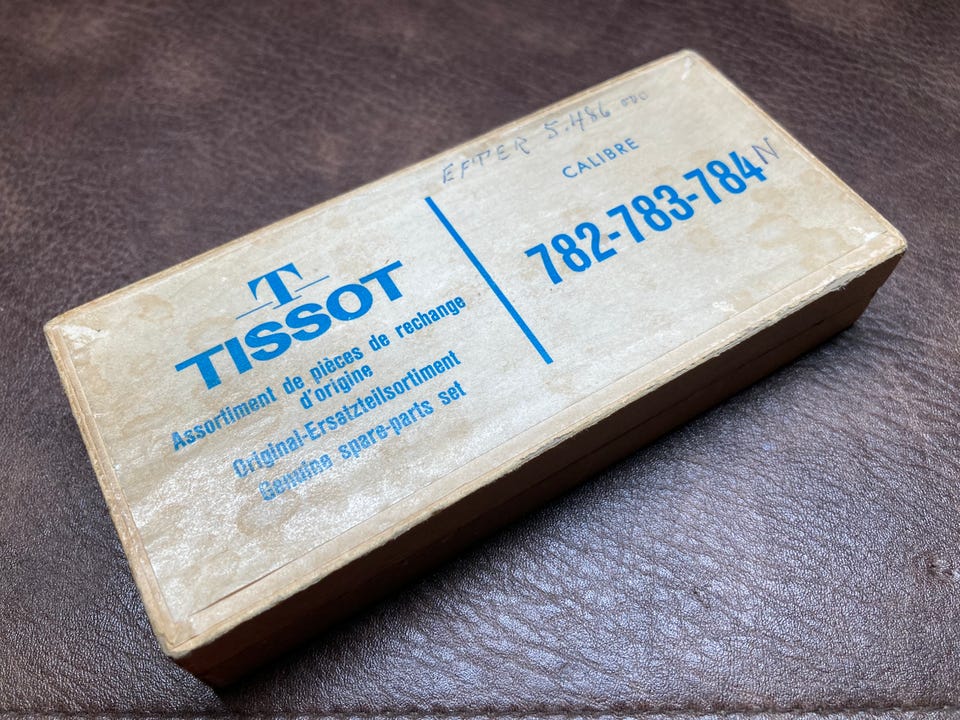 EFTER 5.486 000
CALIBRE
782-783-784 N
T
TISSOT
Assortiment de pièces de rechange
d'origine
Original-Ersatzteilsortiment
Genuine spare-parts set